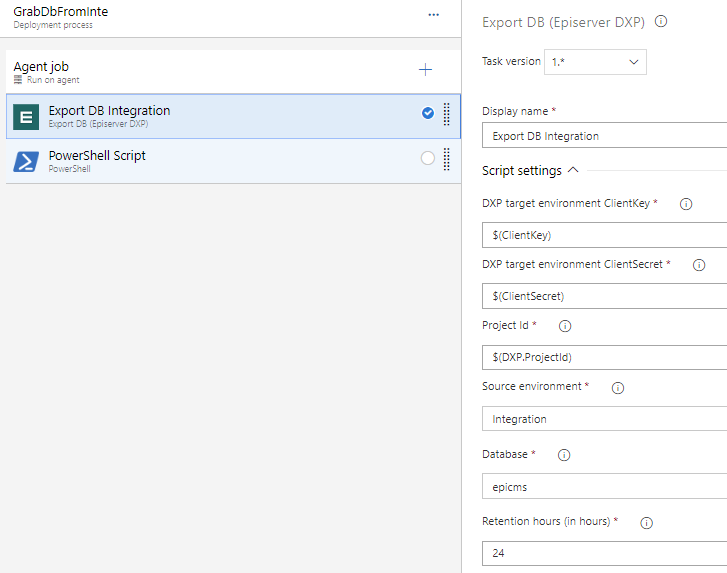 GrabDbFromInte
Deployment process
...
Agent job
Run on agent
Export DB Integration
Export DB (Episerver DXP)
PowerShell Script
PowerShell
Export DB (Episerver DXP)
Task version 1.*
Display name *
Export DB Integration
Script settings
DXP target environment ClientKey *
$(ClientKey)
DXP target environment ClientSecret *
$(ClientSecret)
Project Id *
$(DXP.ProjectId)
Source environment *
Integration
Database *
epicms
Retention hours (in hours) *
24